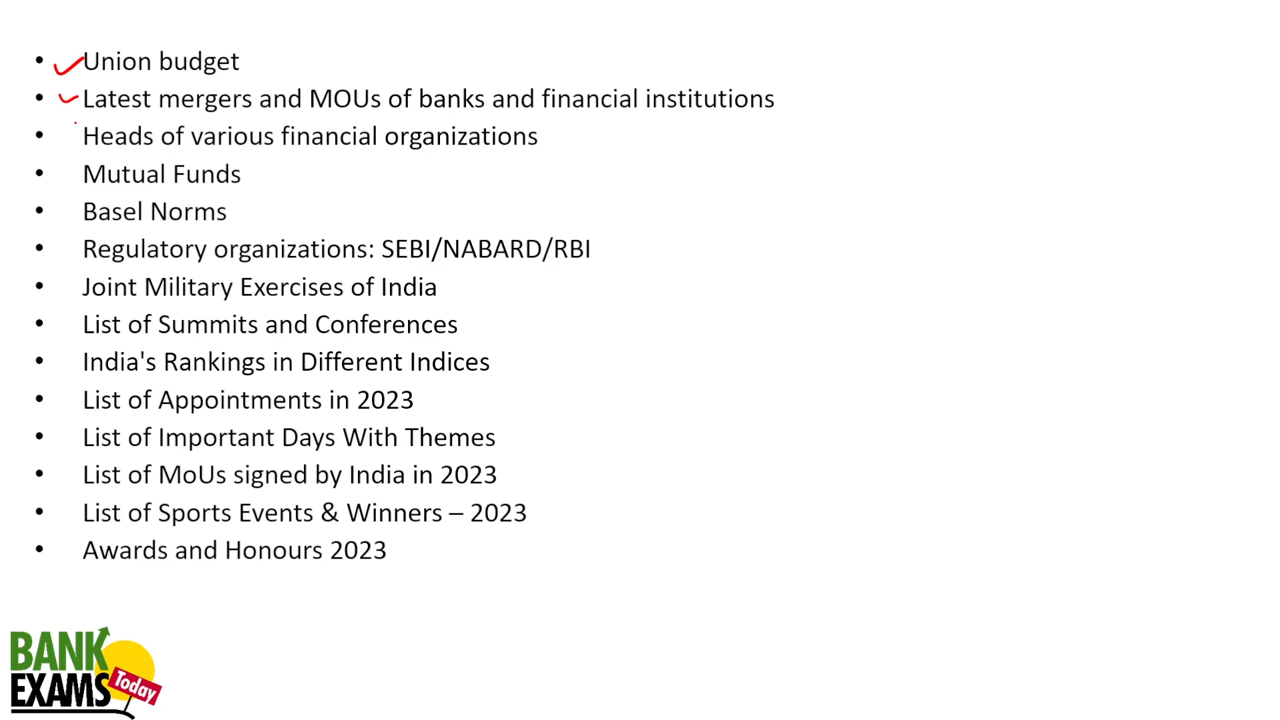 • Union budget
• Latest mergers and MOUs of banks and financial institutions
• Heads of various financial organizations
• Mutual Funds
• Basel Norms
• Regulatory organizations: SEBI/NABARD/RBI
• Joint Military Exercises of India
• List of Summits and Conferences
• India's Rankings in Different Indices
• List of Appointments in 2023
• List of Important Days With Themes
• List of MoUs signed by India in 2023
• List of Sports Events & Winners – 2023
• Awards and Honours 2023
BANK
EXAMS Today